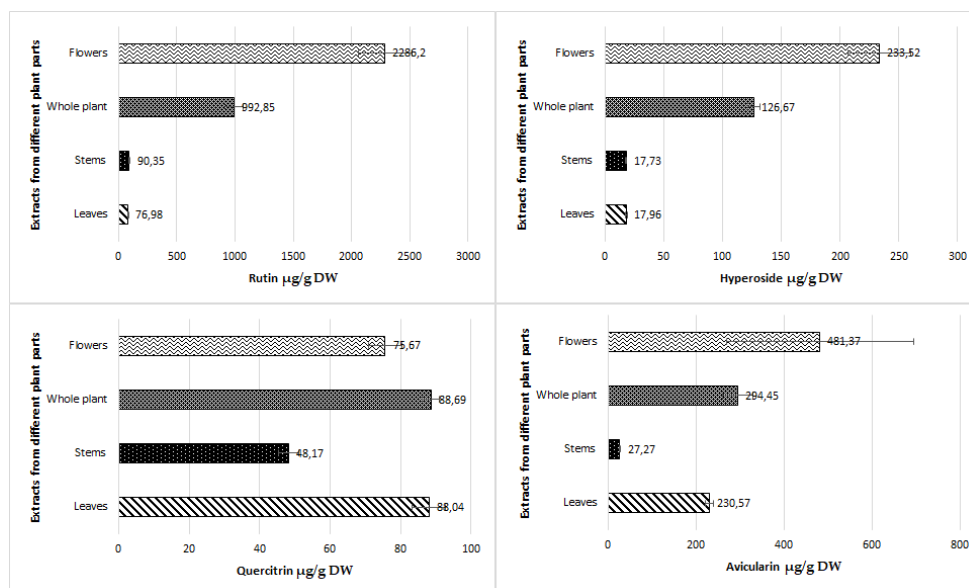 Extracts from different plant parts
Flowers
2286,2
Whole plant
992,85
Stems
90,35
Leaves
76,98
0 500 1000 1500 2000 2500 3000
Rutin µg/g DW
Extracts from different plant parts
Flowers
233,52
Whole plant
126,67
Stems
17,73
Leaves
17,96
0 50 100 150 200 250 300
Hyperoside µg/g DW
Extracts from different plant parts
Flowers
75,67
Whole plant
88,69
Stems
48,17
Leaves
88,04
0 20 40 60 80 100
Quercitrin µg/g DW
Extracts from different plant parts
Flowers
481,37
Whole plant
294,45
Stems
27,27
Leaves
230,57
0 200 400 600 800
Avicularin µg/g DW